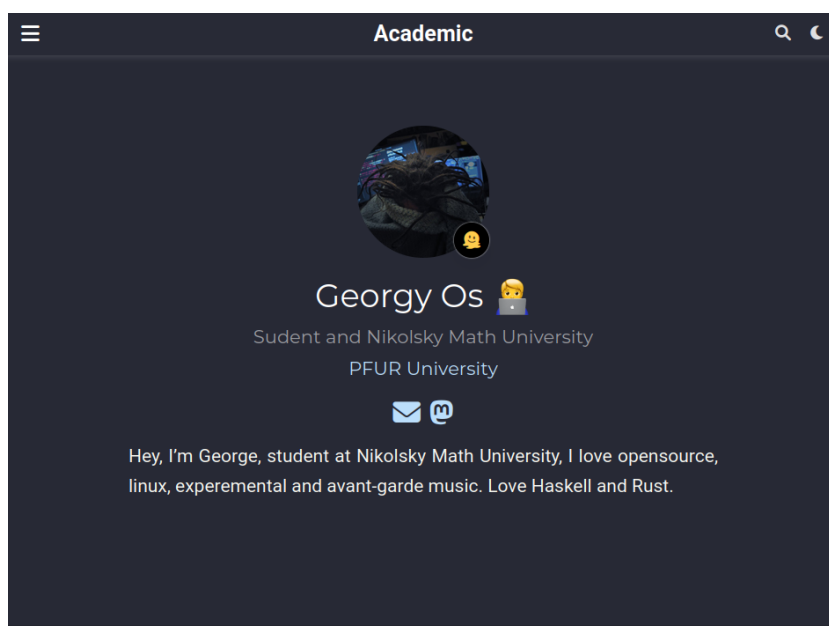 Academic
Georgy Os
Sudent and Nikolsky Math University
PFUR University
Hey, I'm George, student at Nikolsky Math University, I love opensource,
linux, experemental and avant-garde music. Love Haskell and Rust.